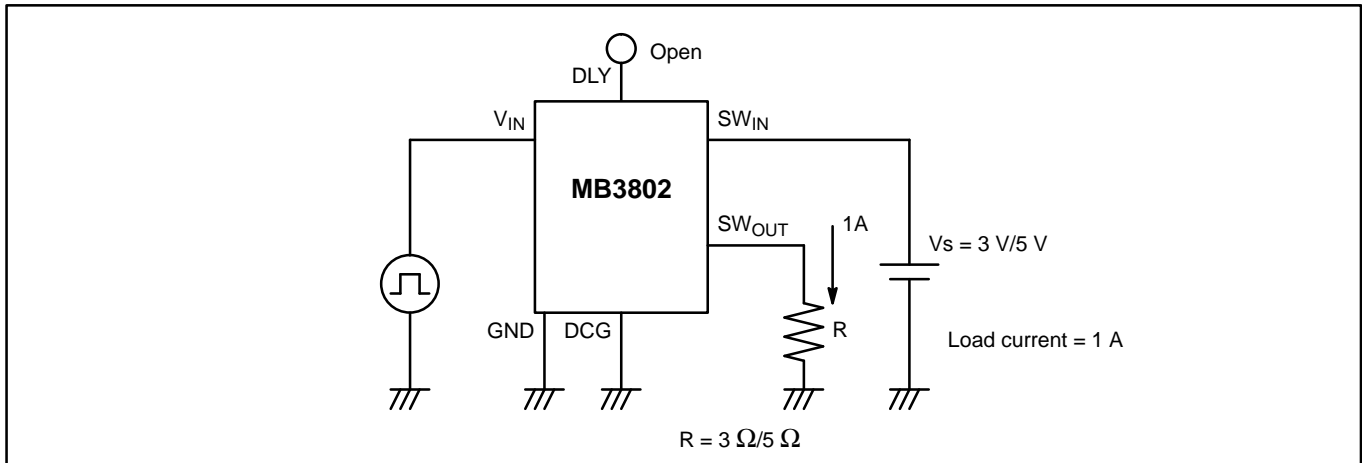 Open
DLY
V_IN
SW_IN
MB3802
SW_OUT
1A
Vs = 3 V/5 V
GND
DCG
R
Load current = 1 A
R = 3 Ω/5 Ω